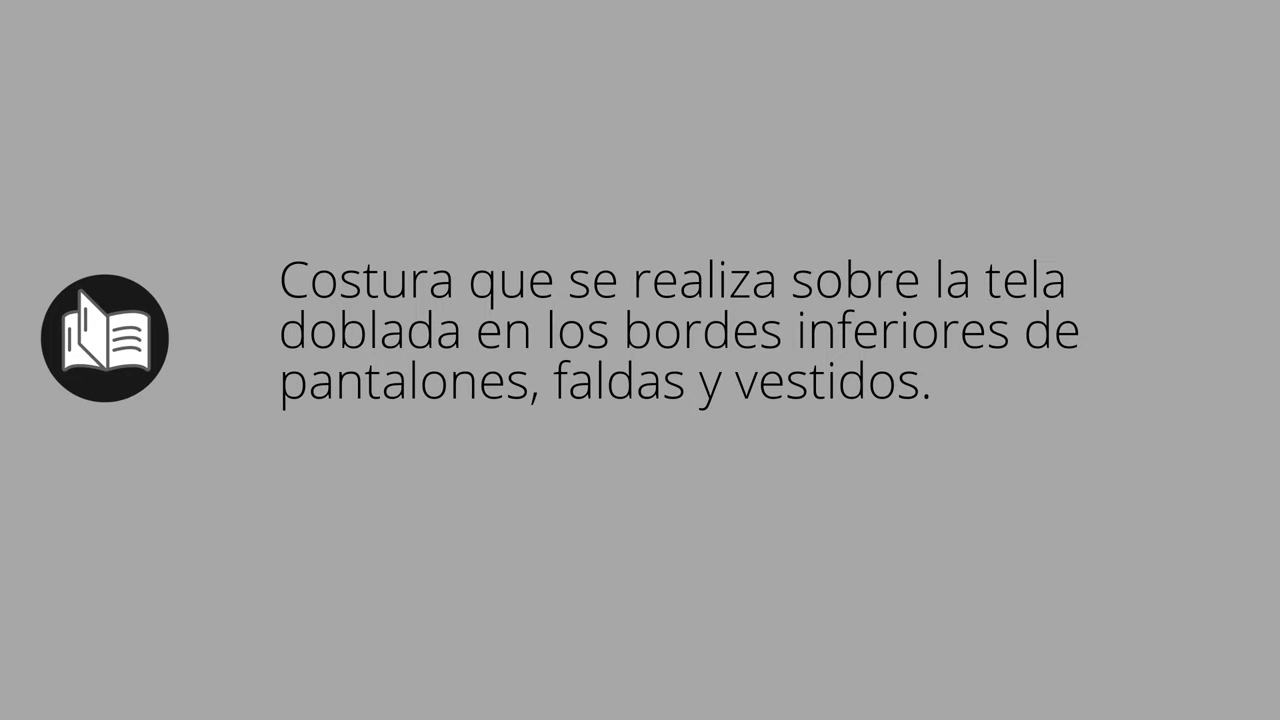 Costura que se realiza sobre la tela
doblada en los bordes inferiores de
pantalones, faldas y vestidos.